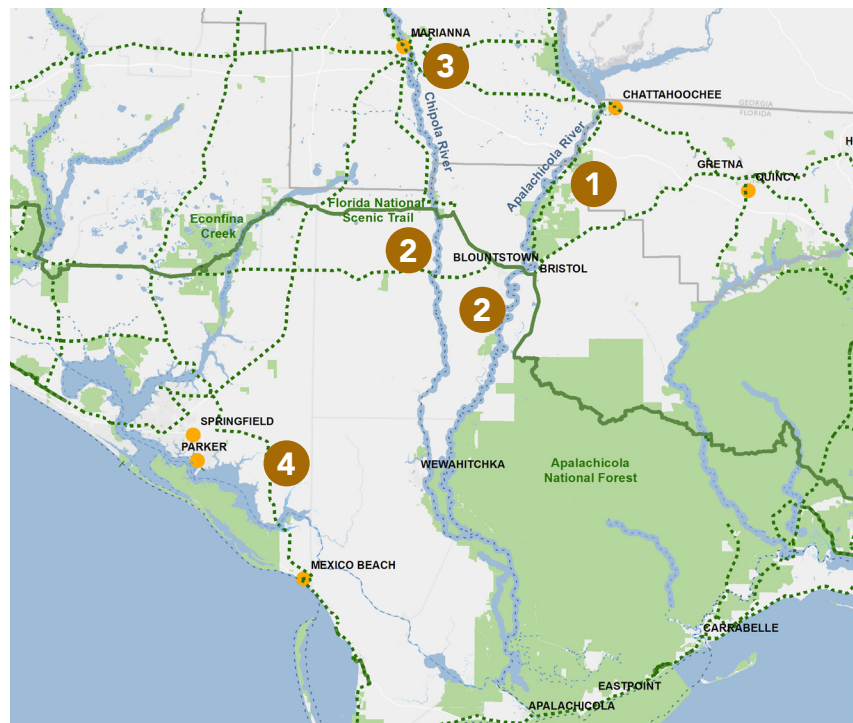 MARIANNA
3
CHATTAHOOCHEE
GEORGIA
FLORIDA
Chipola River
Apalachicola River
GRETNA
QUINCY
1
Florida National
Scenic Trail
Econfina
Creek
2
BLOUNTSTOWN
BRISTOL
2
SPRINGFIELD
PARKER
4
WEWAHITCHKA
Apalachicola
National Forest
MEXICO BEACH
CARRABELLE
EASTPOINT
APALACHICOLA